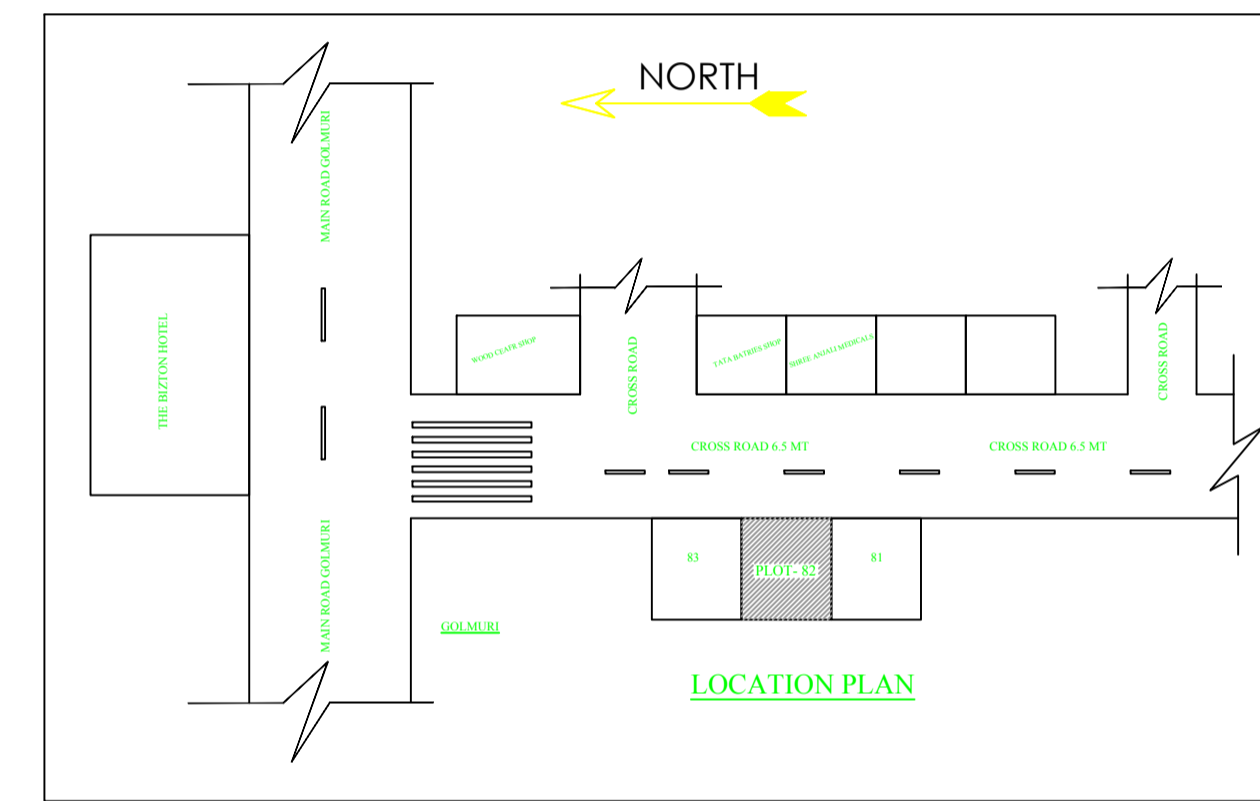 NORTH
MAIN ROAD GOLMURI
THE BIZTON HOTEL
WOOD CEAFR SHOP
CROSS ROAD
TATA BATRIES SHOP
SHREE ANJALI MEDICALS
CROSS ROAD
CROSS ROAD 6.5 MT
CROSS ROAD 6.5 MT
83
PLOT- 82
81
MAIN ROAD GOLMURI
GOLMURI
LOCATION PLAN